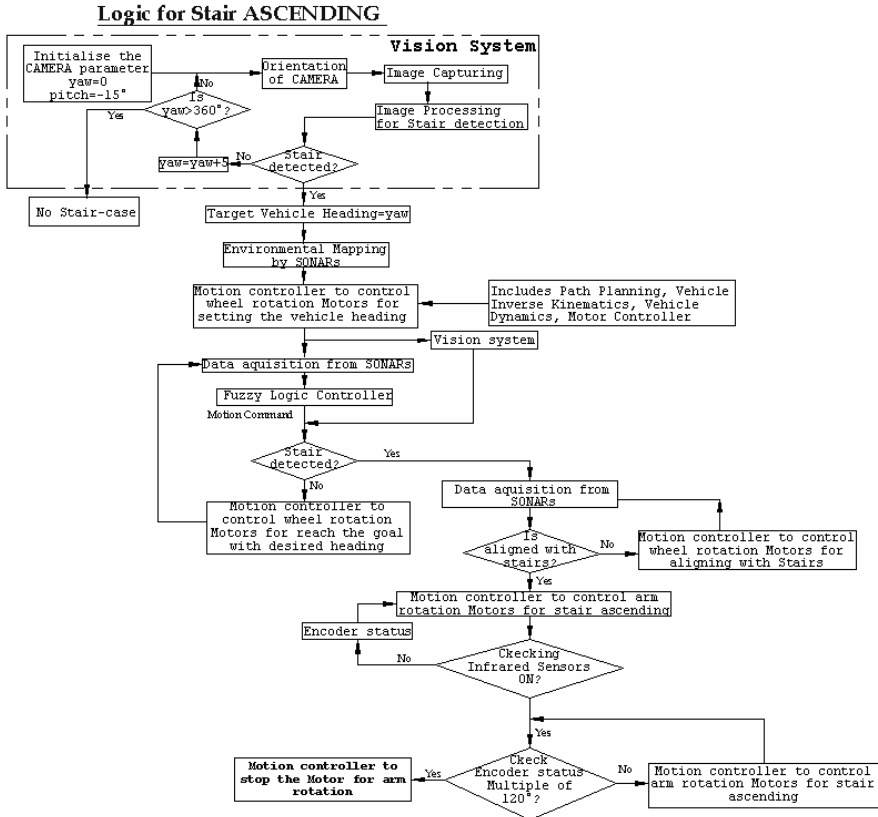 Logic for Stair ASCENDING
Vision System
Initialise the
CAMERA parameter
yaw=0
pitch=-15°
Orientation
of CAMERA
Image Capturing
No
Is
yaw>360°?
Yes
Image Processing
for Stair detection
yaw=yaw+5
No
Stair
detected?
Yes
No Stair-case
Target Vehicle Heading=yaw
Environmental Mapping
by SONARs
Motion controller to control
wheel rotation Motors for
setting the vehicle heading
Includes Path Planning, Vehicle
Inverse Kinematics, Vehicle
Dynamics, Motor Controller
Vision system
Data aquisition from SONARs
Fuzzy Logic Controller
Motion Command
Stair
detected?
Yes
No
Motion controller to
control wheel rotation
Motors for reach the goal
with desired heading
Data aquisition from
SONARs
Is
aligned with
stairs?
No
Motion controller to control
wheel rotation Motors for
aligning with Stairs
Yes
Motion controller to control arm
rotation Motors for stair ascending
Encoder status
No
Ckecking
Infrared Sensors
ON?
Yes
Motion controller to
stop the Motor for arm
rotation
Yes
Ckeck
Encoder status
Multiple of
120°?
No
Motion controller to control
arm rotation Motors for stair
ascending